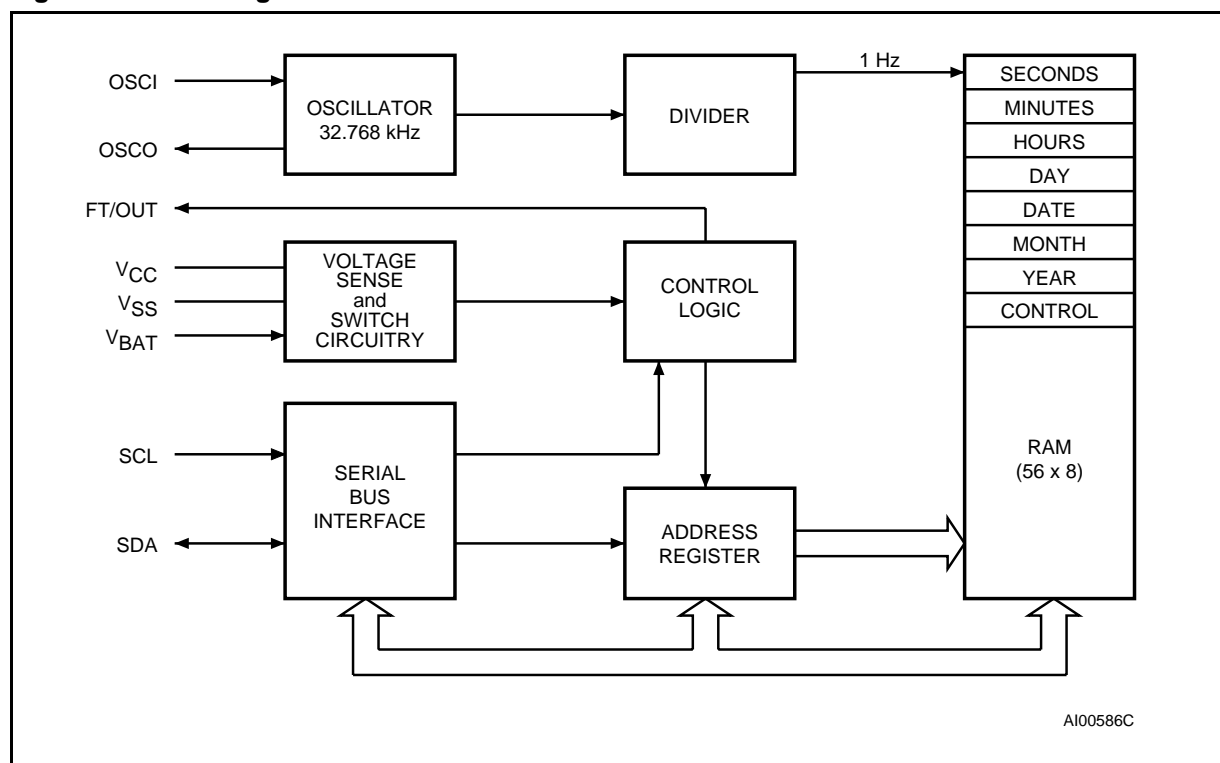 OSCI
OSCO
FT/OUT
VCC
VSS
VBAT
SCL
SDA
OSCILLATOR
32.768 kHz
VOLTAGE
SENSE
and
SWITCH
CIRCUITRY
SERIAL
BUS
INTERFACE
DIVIDER
CONTROL
LOGIC
ADDRESS
REGISTER
1 Hz
SECONDS
MINUTES
HOURS
DAY
DATE
MONTH
YEAR
CONTROL
RAM
(56 x 8)
AI00586C